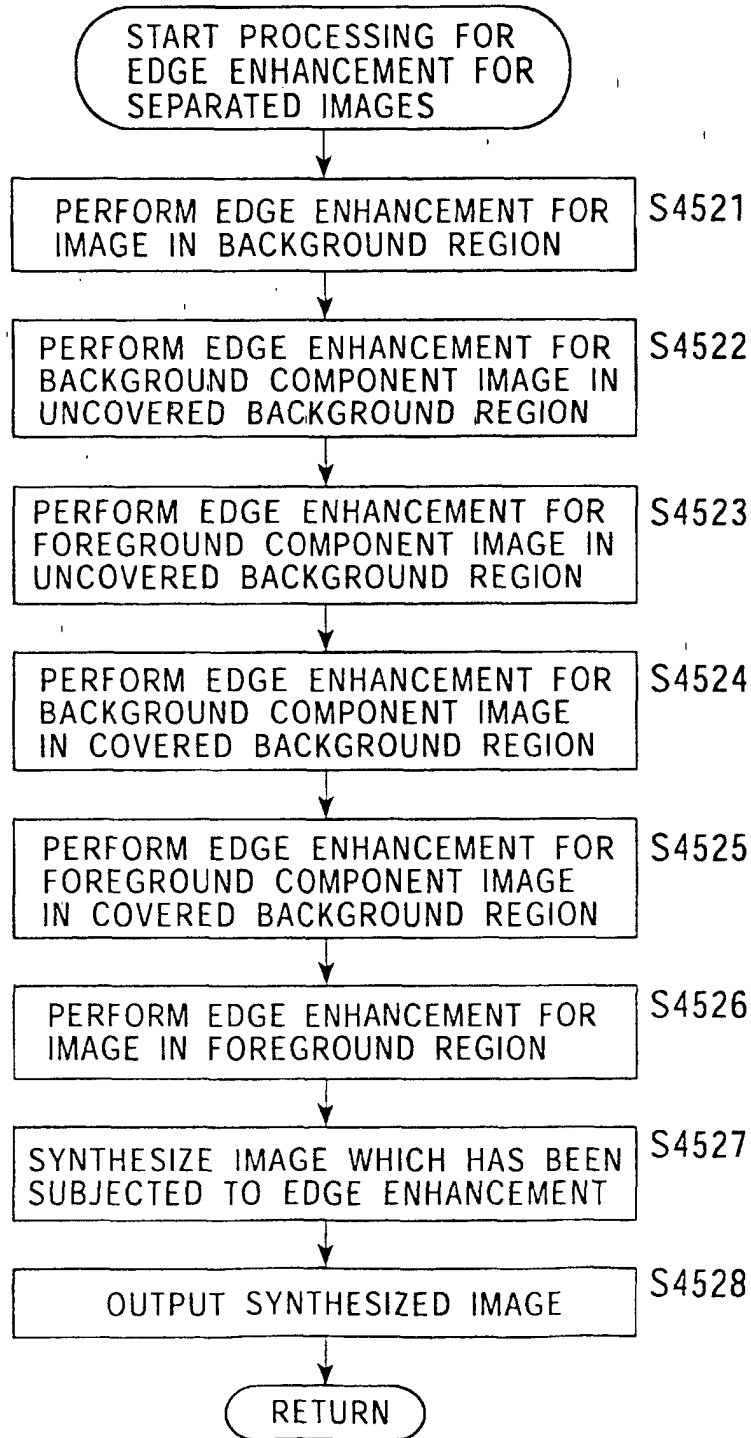 START PROCESSING FOR
EDGE ENHANCEMENT FOR
SEPARATED IMAGES
PERFORM EDGE ENHANCEMENT FOR
IMAGE IN BACKGROUND REGION
S4521
PERFORM EDGE ENHANCEMENT FOR
BACKGROUND COMPONENT IMAGE IN
UNCOVERED BACKGROUND REGION
S4522
PERFORM EDGE ENHANCEMENT FOR
FOREGROUND COMPONENT IMAGE IN
UNCOVERED BACKGROUND REGION
S4523
PERFORM EDGE ENHANCEMENT FOR
BACKGROUND COMPONENT IMAGE
IN COVERED BACKGROUND REGION
S4524
PERFORM EDGE ENHANCEMENT FOR
FOREGROUND COMPONENT IMAGE
IN COVERED BACKGROUND REGION
S4525
PERFORM EDGE ENHANCEMENT FOR
IMAGE IN FOREGROUND REGION
S4526
SYNTHESIZE IMAGE WHICH HAS BEEN
SUBJECTED TO EDGE ENHANCEMENT
S4527
OUTPUT SYNTHESIZED IMAGE
S4528
RETURN